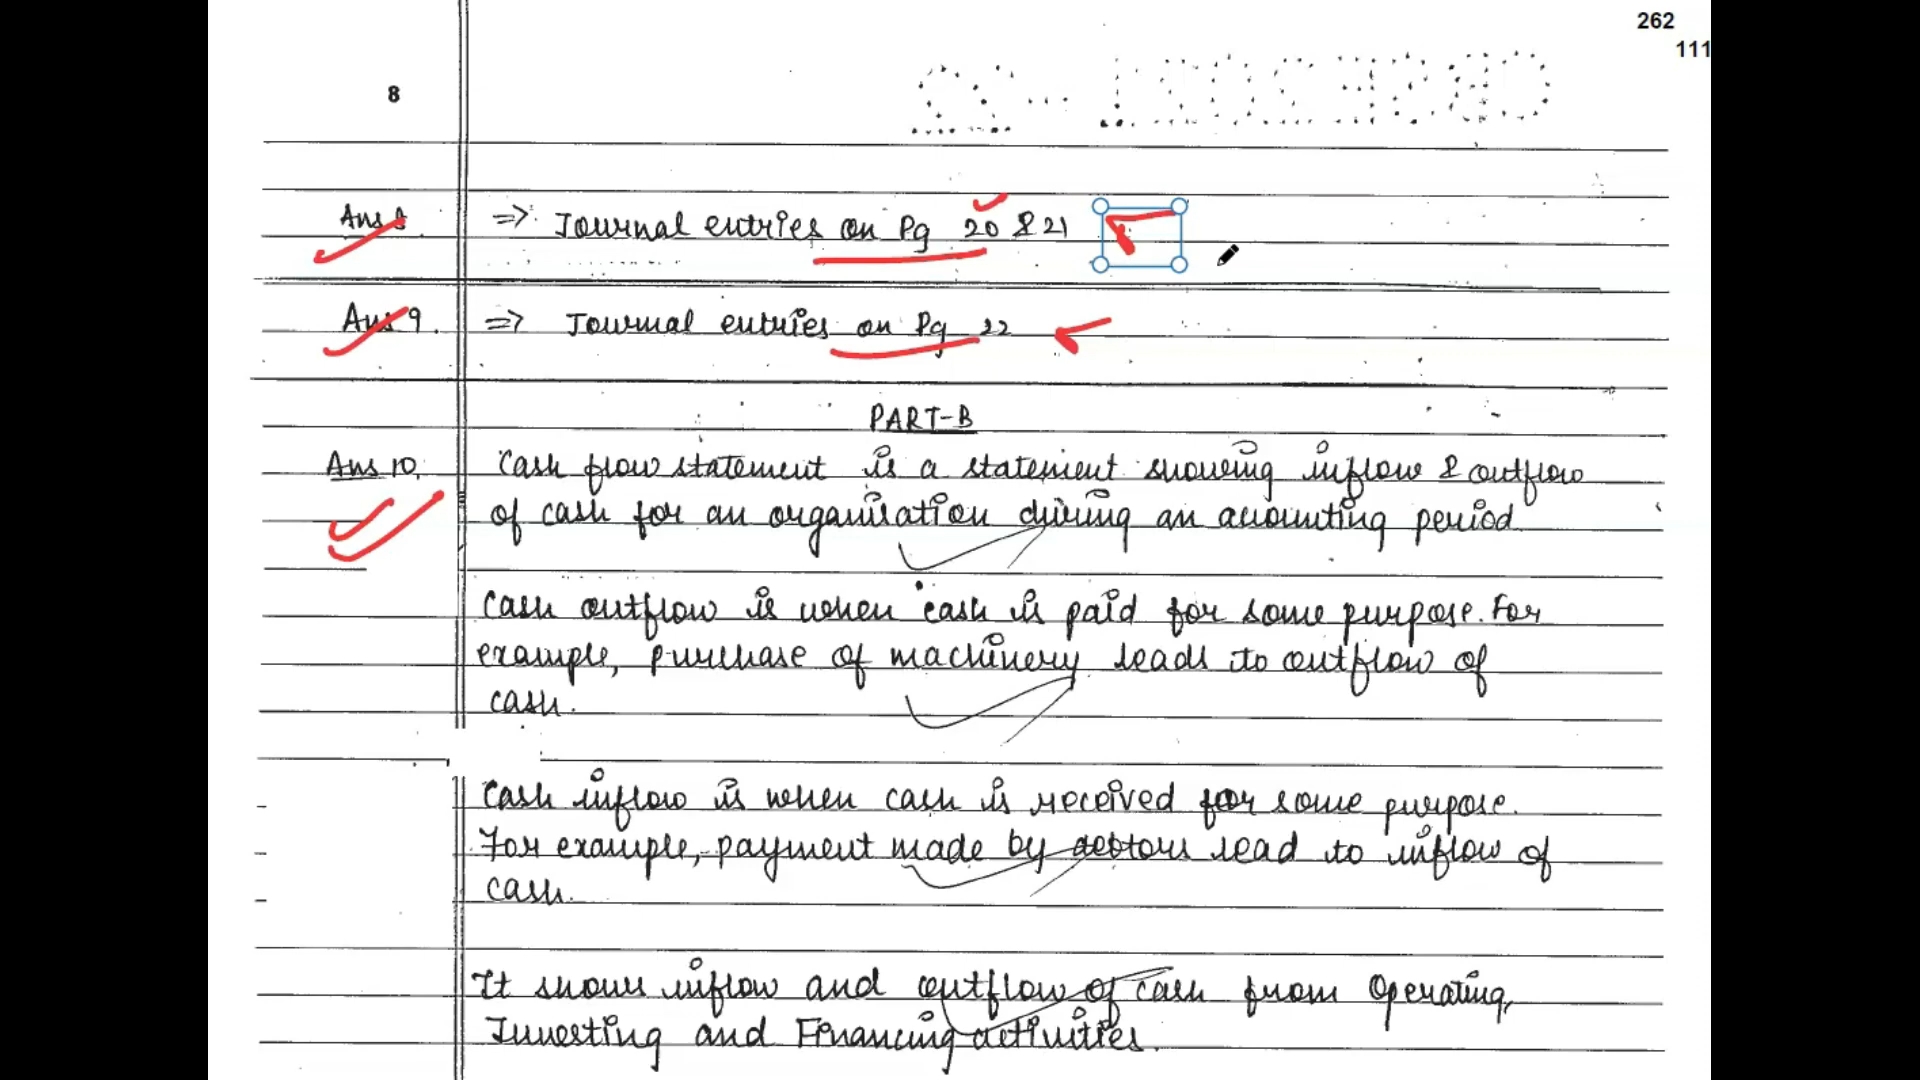 262
111
8
CBSE 2021-22
Ans 8 => Journal entries on Pg 20 & 21
Ans 9. => Journal entries on Pg 22
PART-B
Ans 10. Cash flow statement is a statement showing inflow & outflow
of cash for an organisation during an accounting period
Cash outflow is when cash is paid for some purpose. For
example, purchase of machinery leads to outflow of
cash.
Cash inflow is when cash is received for some purpose.
For example, payment made by debtors lead to inflow of
cash.
It shows inflow and outflow of cash from Operating,
Investing and Financing activities.